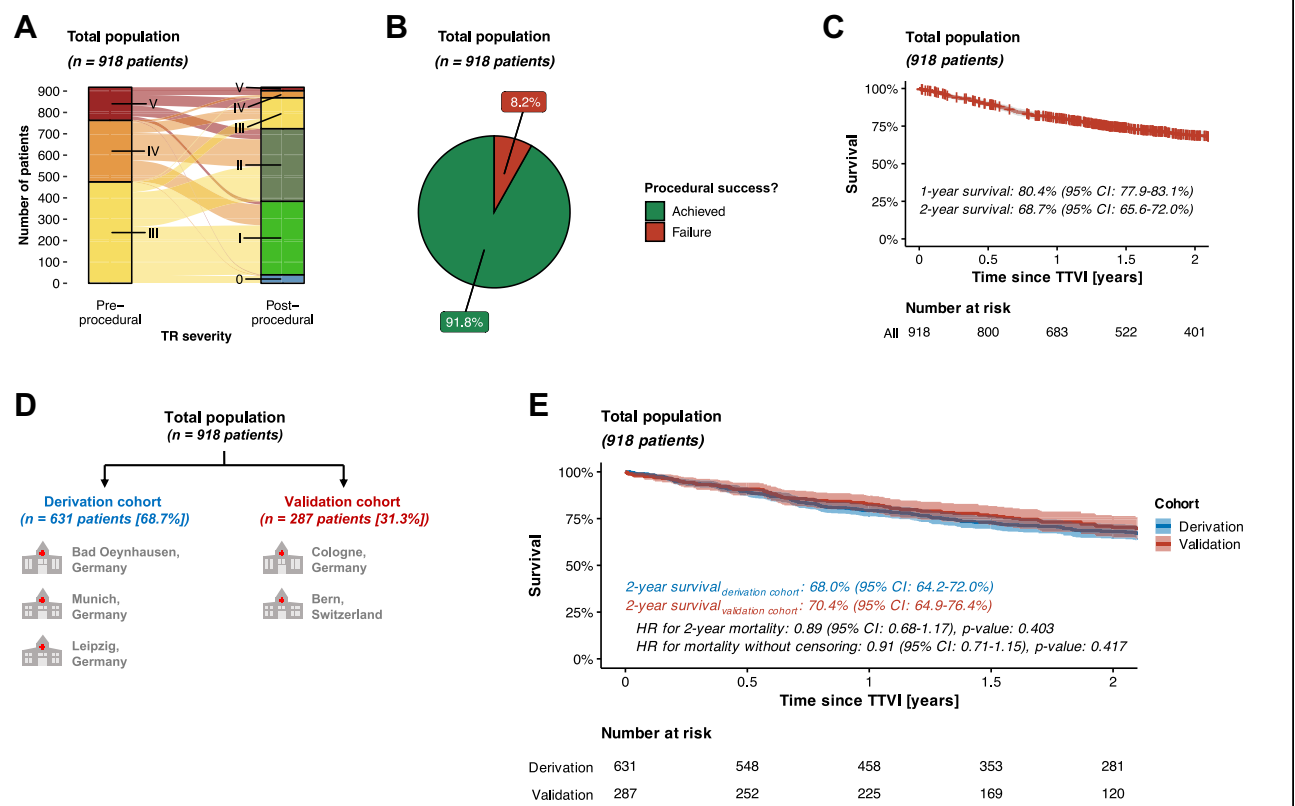 A
Total population
(n = 918 patients)
Number of patients
900
800
700
600
500
400
300
200
100
0
V
IV
III
V
IV
III
II
I
0
Pre–
procedural
Post–
procedural
TR severity
B
Total population
(n = 918 patients)
8.2%
91.8%
Procedural success?
Achieved
Failure
C
Total population
(918 patients)
Survival
100%
75%
50%
25%
0%
1-year survival: 80.4% (95% CI: 77.9-83.1%)
2-year survival: 68.7% (95% CI: 65.6-72.0%)
0 0.5 1 1.5 2
Time since TTVI [years]
Number at risk
All 918 800 683 522 401
D
Total population
(n = 918 patients)
Derivation cohort
(n = 631 patients [68.7%])
Bad Oeynhausen,
Germany
Munich,
Germany
Leipzig,
Germany
Validation cohort
(n = 287 patients [31.3%])
Cologne,
Germany
Bern,
Switzerland
E
Total population
(918 patients)
Survival
100%
75%
50%
25%
0%
2-year survival derivation cohort: 68.0% (95% CI: 64.2-72.0%)
2-year survival validation cohort: 70.4% (95% CI: 64.9-76.4%)
HR for 2-year mortality: 0.89 (95% CI: 0.68-1.17), p-value: 0.403
HR for mortality without censoring: 0.91 (95% CI: 0.71-1.15), p-value: 0.417
0 0.5 1 1.5 2
Time since TTVI [years]
Cohort
Derivation
Validation
Number at risk
Derivation 631 548 458 353 281
Validation 287 252 225 169 120